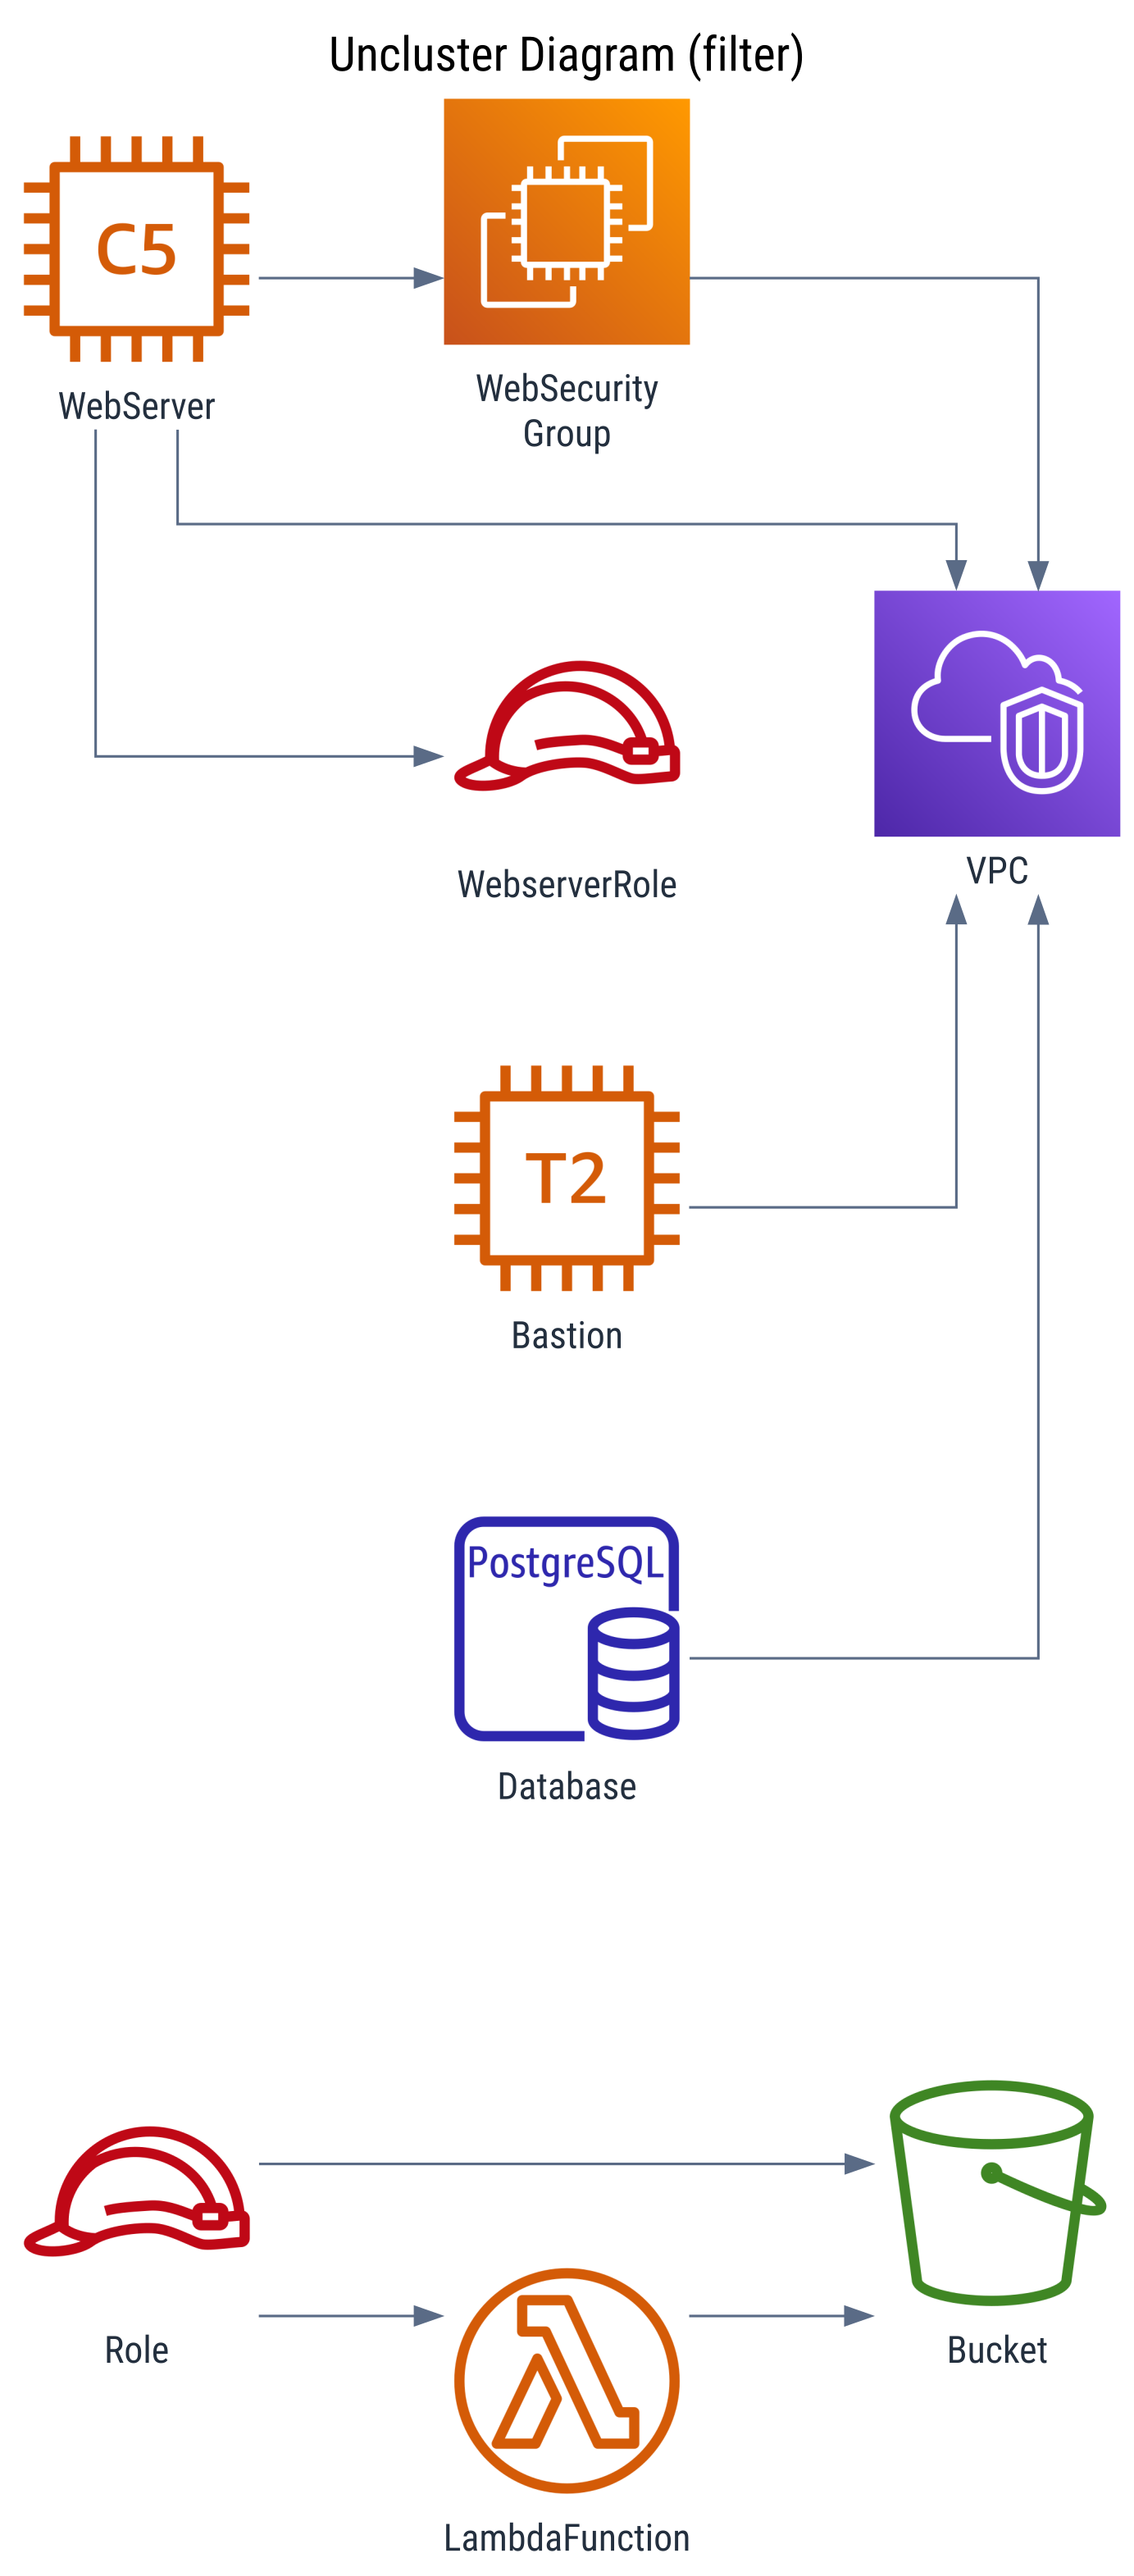 Uncluster Diagram (filter)
C5
WebServer
WebSecurity
Group
WebserverRole
VPC
T2
Bastion
PostgreSQL
Database
Role
Bucket
LambdaFunction